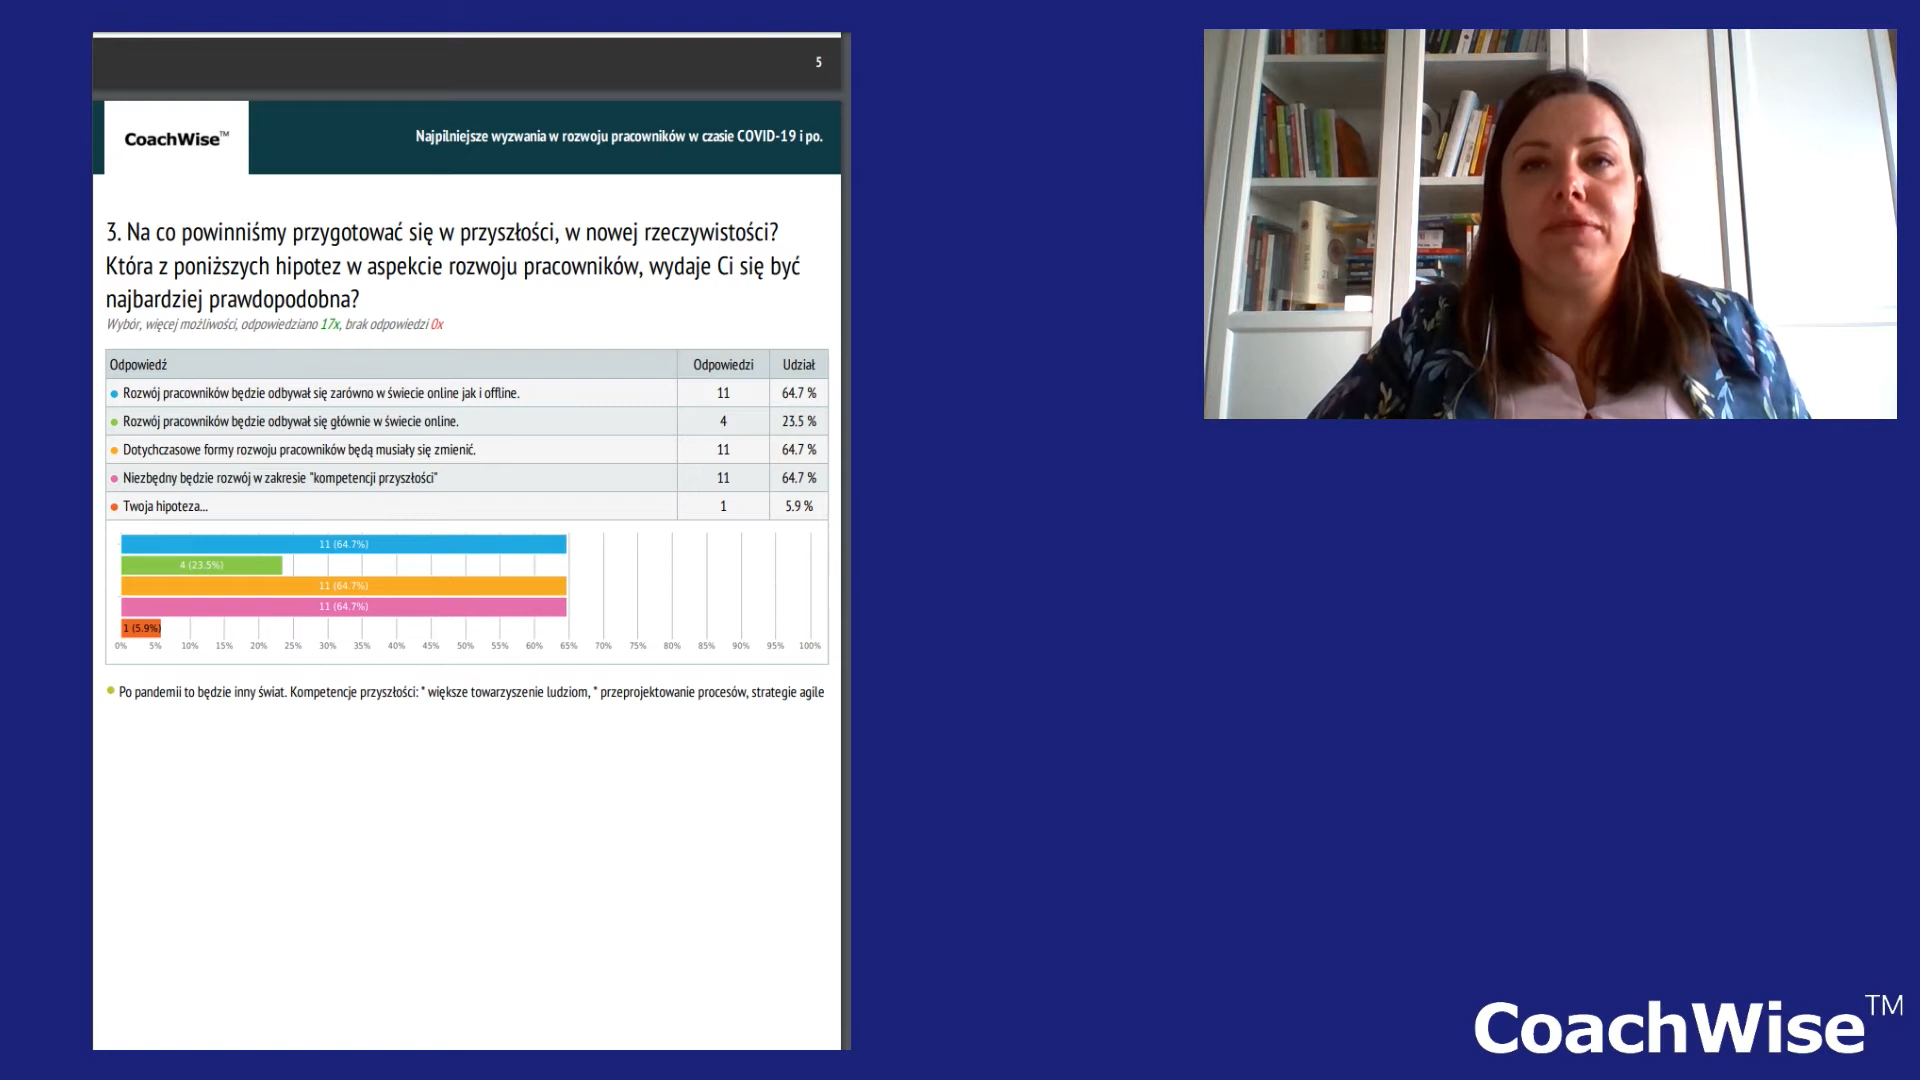 5
CoachWise™
Najpilniejsze wyzwania w rozwoju pracowników w czasie COVID-19 i po.
3. Na co powinniśmy przygotować się w przyszłości, w nowej rzeczywistości?
Która z poniższych hipotez w aspekcie rozwoju pracowników, wydaje Ci się być
najbardziej prawdopodobna?
Wybór, więcej możliwości, odpowiedziano 17x, brak odpowiedzi 0x
Odpowiedź Odpowiedzi Udział
Rozwój pracowników będzie odbywał się zarówno w świecie online jak i offline. 11 64.7 %
Rozwój pracowników będzie odbywał się głównie w świecie online. 4 23.5 %
Dotychczasowe formy rozwoju pracowników będą musiały się zmienić. 11 64.7 %
Niezbędny będzie rozwój w zakresie "kompetencji przyszłości" 11 64.7 %
Twoja hipoteza... 1 5.9 %
11 (64.7%)
4 (23.5%)
11 (64.7%)
11 (64.7%)
1 (5.9%)
0% 5% 10% 15% 20% 25% 30% 35% 40% 45% 50% 55% 60% 65% 70% 75% 80% 85% 90% 95% 100%
Po pandemii to będzie inny świat. Kompetencje przyszłości: * większe towarzyszenie ludziom, * przeprojektowanie procesów, strategie agile
CoachWise™